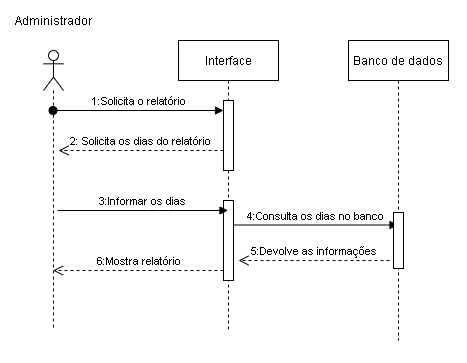 Administrador
Interface
Banco de dados
1:Solicita o relatório
2: Solicita os dias do relatório
3:Informar os dias
4:Consulta os dias no banco
5:Devolve as informações
6:Mostra relatório